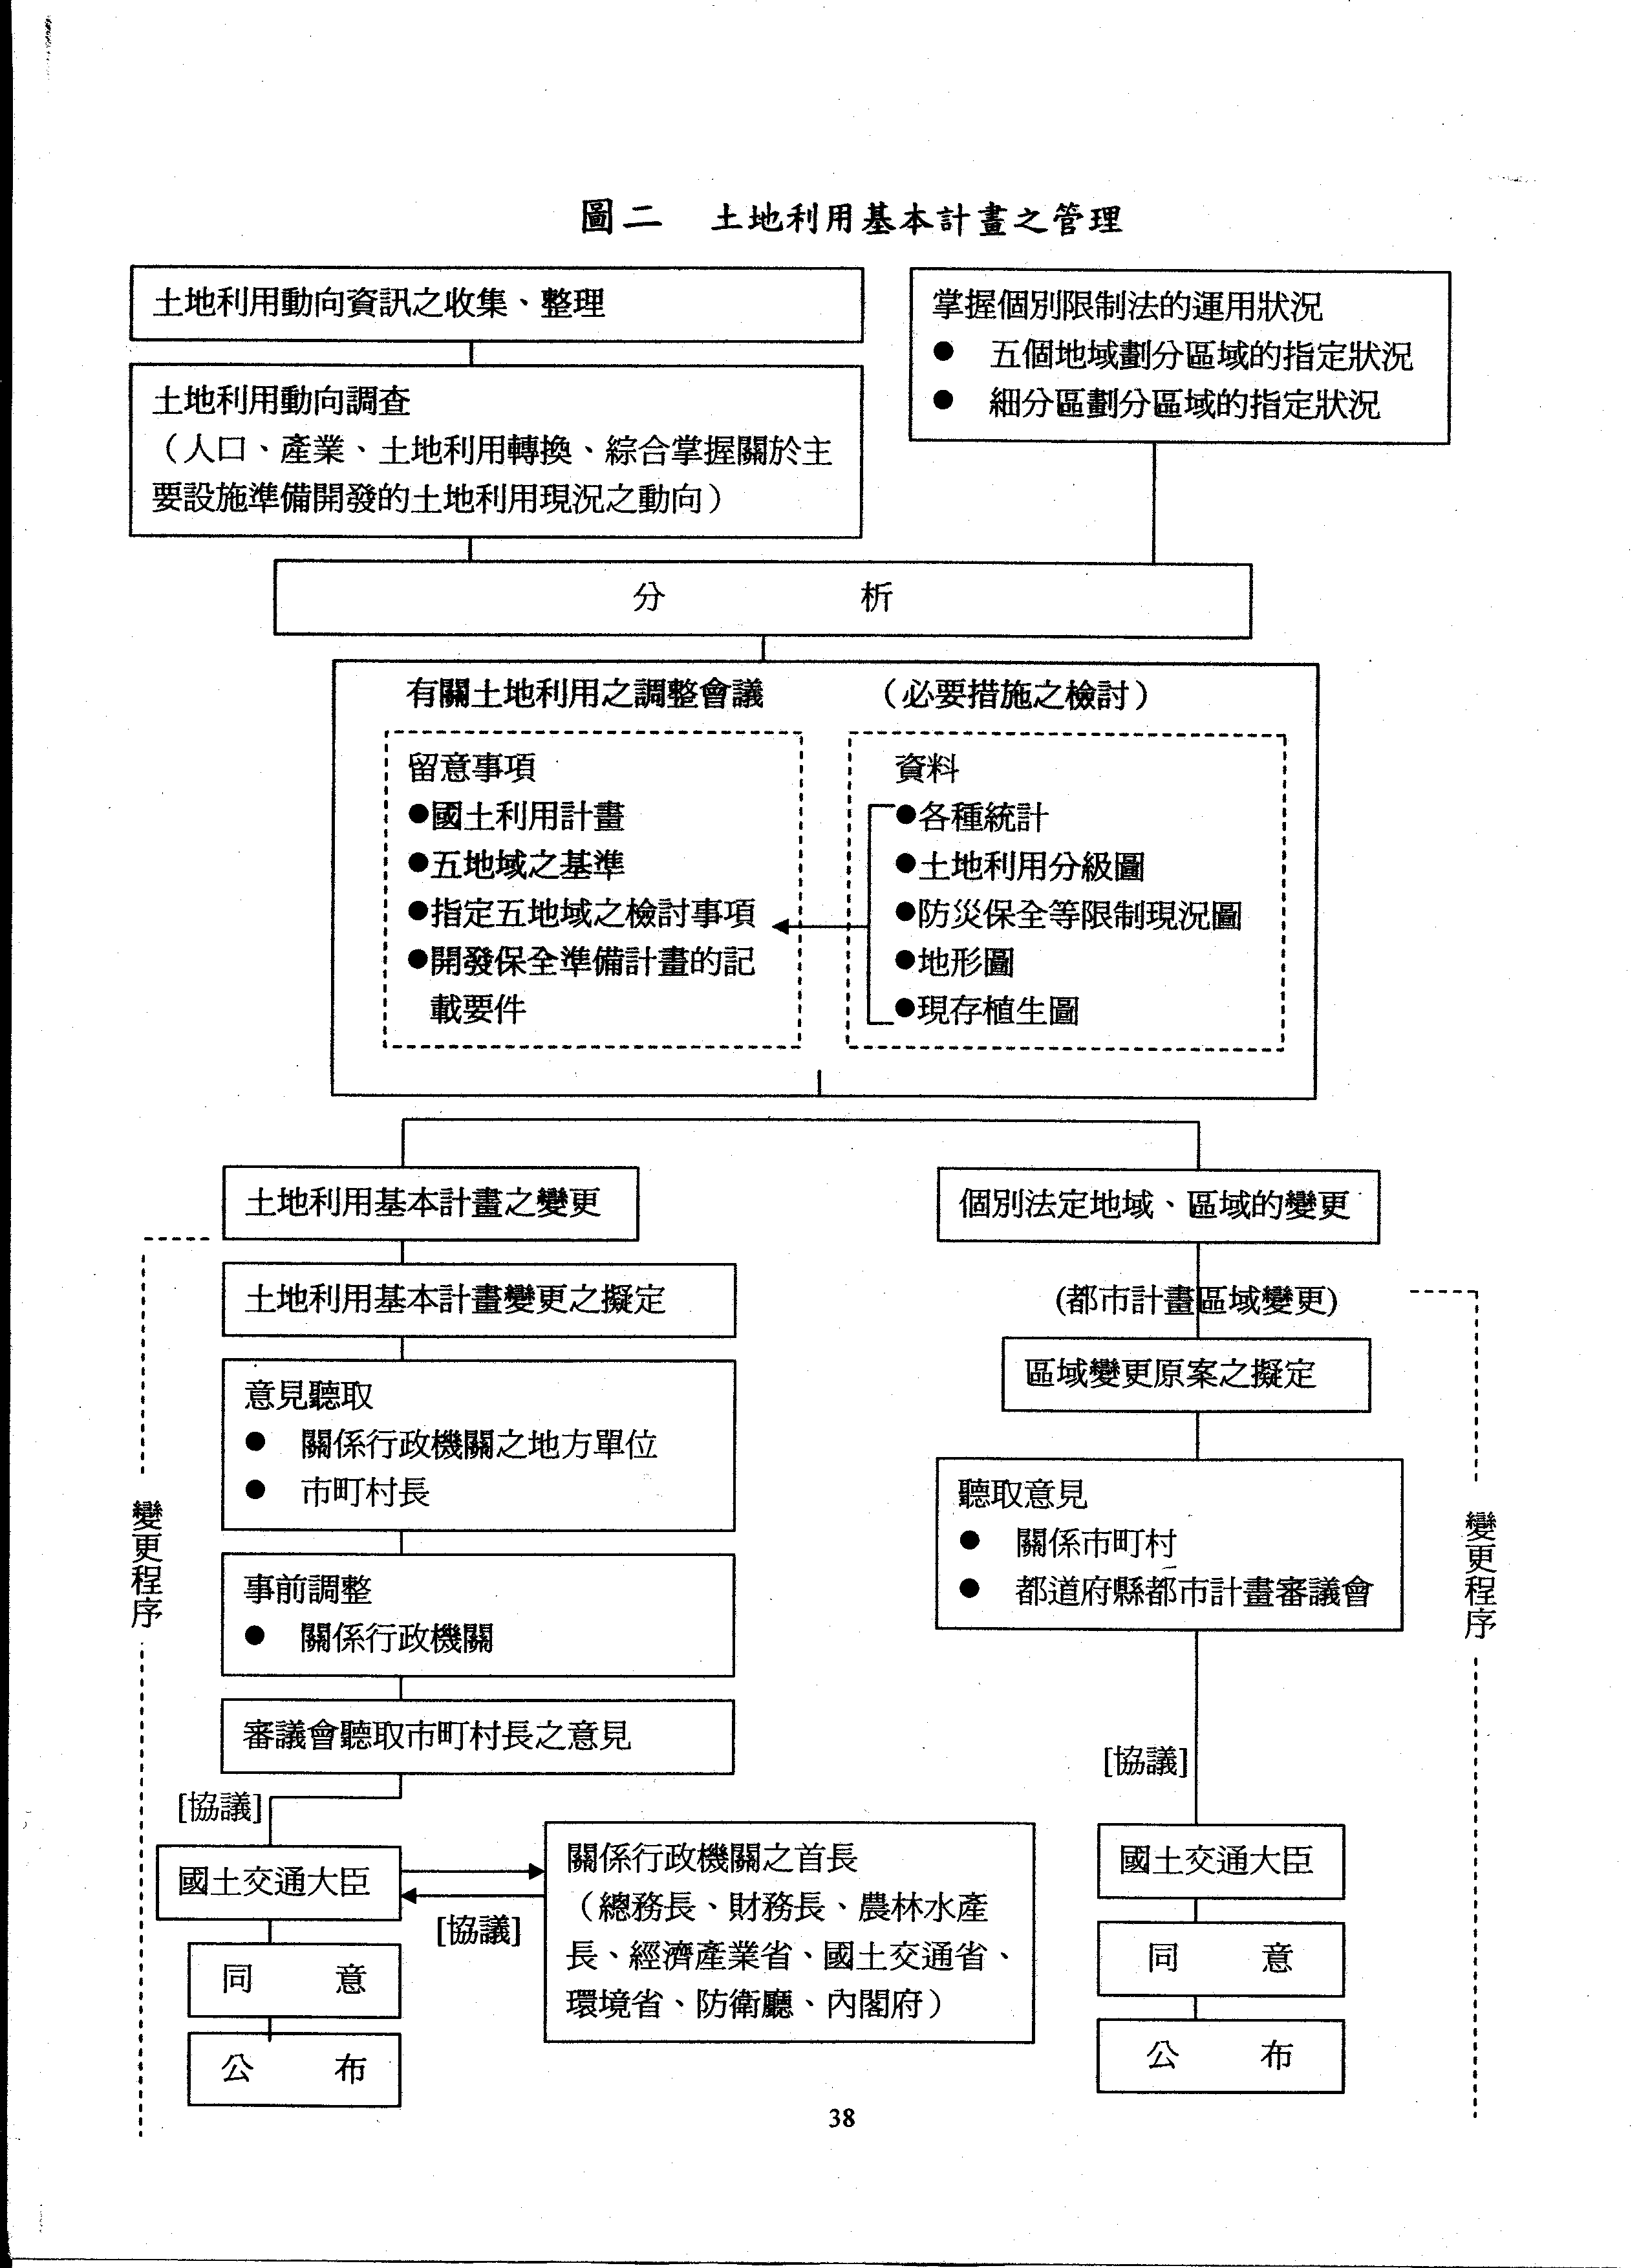 圖二　土地利用基本計畫之管理
土地利用動向資訊之收集、整理
土地利用動向調查
（人口、產業、土地利用轉換、綜合掌握關於主
要設施準備開發的土地利用現況之動向）
掌握個別限制法的運用狀況
● 五個地域劃分區域的指定狀況
● 細分區劃分區域的指定狀況
分　析
有關土地利用之調整會議　（必要措施之檢討）
留意事項
●國土利用計畫
●五地域之基準
●指定五地域之檢討事項
●開發保全準備計畫的記
載要件
資料
●各種統計
●土地利用分級圖
●防災保全等限制現況圖
●地形圖
●現存植生圖
土地利用基本計畫之變更
土地利用基本計畫變更之擬定
意見聽取
● 關係行政機關之地方單位
● 市町村長
事前調整
● 關係行政機關
審議會聽取市町村長之意見
[協議]
國土交通大臣
同　意
公　布
變更程序
[協議]
關係行政機關之首長
（總務長、財務長、農林水產
長、經濟產業省、國土交通省、
環境省、防衛廳、內閣府）
個別法定地域、區域的變更
(都市計畫區域變更)
區域變更原案之擬定
聽取意見
● 關係市町村
● 都道府縣都市計畫審議會
[協議]
國土交通大臣
同　意
公　布
變更程序
38